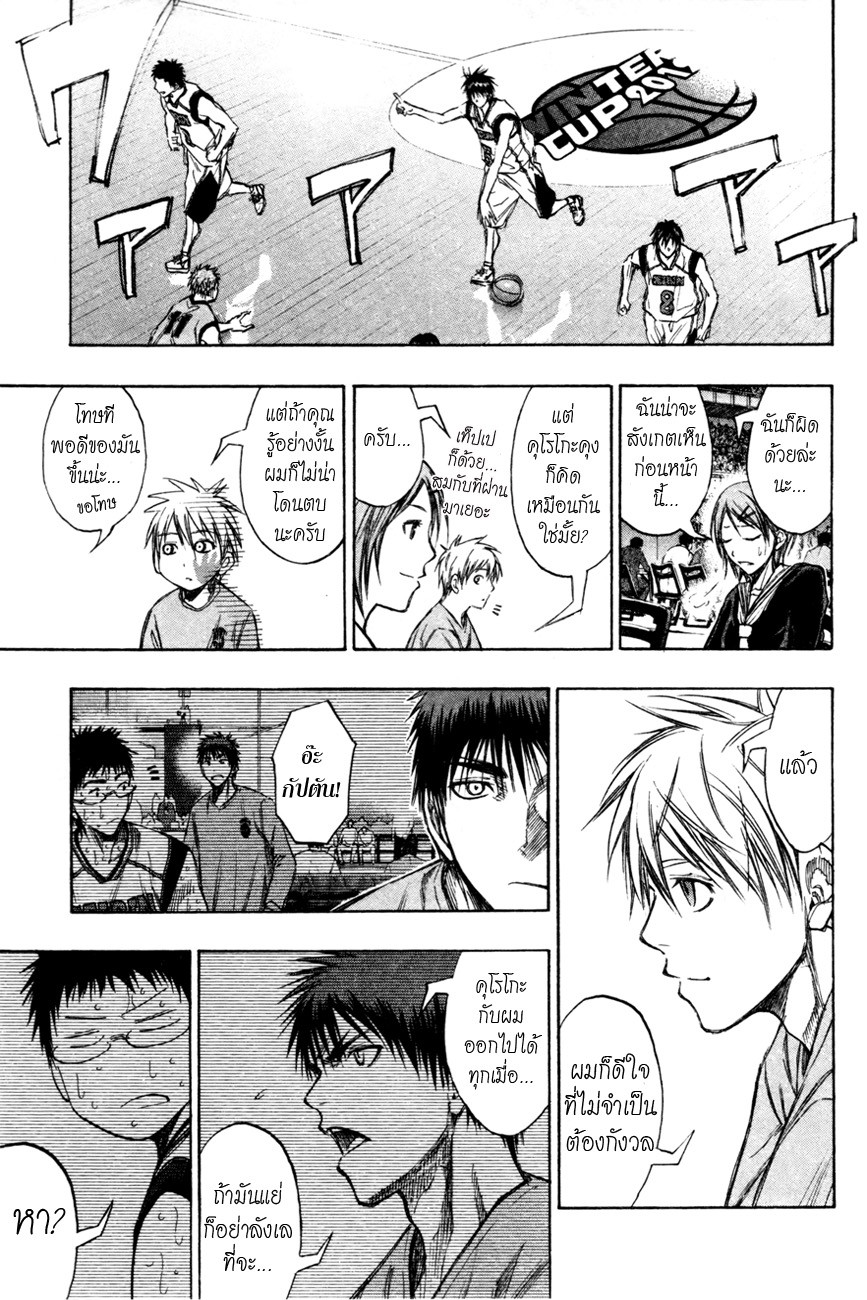 WINTER
CUP 201
ワ
ア
ア
ア
ア
11
8
SEIRIN
8
ฉันก็ผิด
ด้วยล่ะ
นะ...
ฉันน่าจะ
สังเกตเห็น
ก่อนหน้า
นี้...
แต่
คุโรโกะคุง
ก็คิด
เหมือนกัน
ใช่มั้ย?
เท็ปเป
ก็ด้วย...
สมกับที่ผ่าน
มาเยอะ
ครับ...
แต่ถ้าคุณ
รู้อย่างงั้น
ผมก็ไม่น่า
โดนตบ
นะครับ
โทษที
พอดีของมัน
ขึ้นน่ะ...
ขอโทษ
แล้ว
ผมก็ดีใจ
ที่ไม่จำเป็น
ต้องกังวล
อ๊ะ
กัปตัน!
คุโรโกะ
กับผม
ออกไปได้
ทุกเมื่อ...
ถ้ามันแย่
ก็อย่าลังเล
ที่จะ...
หา?